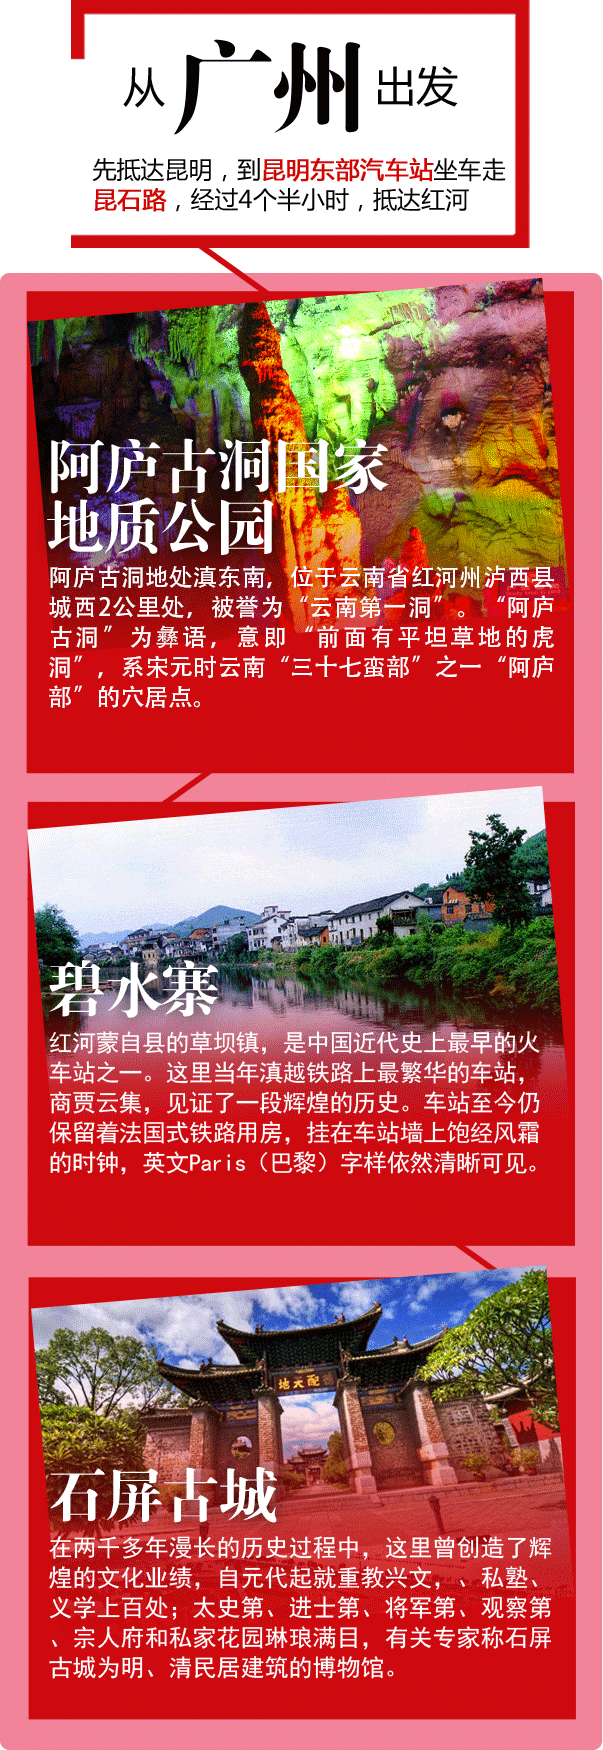 从广州出发
先抵达昆明，到昆明东部汽车站坐车走
昆石路，经过4个半小时，抵达红河
阿庐古洞国家
地质公园
阿庐古洞地处滇东南，位于云南省红河州泸西县
城西2公里处，被誉为“云南第一洞”。“阿庐
古洞”为彝语，意即“前面有平坦草地的虎
洞”，系宋元时云南“三十七蛮部”之一“阿庐
部”的穴居点。
碧水寨
红河蒙自县的草坝镇，是中国近代史上最早的火
车站之一。这里当年滇越铁路上最繁华的车站，
商贾云集，见证了一段辉煌的历史。车站至今仍
保留着法国式铁路用房，挂在车站墙上饱经风霜
的时钟，英文Paris（巴黎）字样依然清晰可见。
地天配
石屏古城
在两千多年漫长的历史过程中，这里曾创造了辉
煌的文化业绩，自元代起就重教兴文，、私塾、
义学上百处；太史第、进士第、将军第、观察第
、宗人府和私家花园琳琅满目，有关专家称石屏
古城为明、清民居建筑的博物馆。